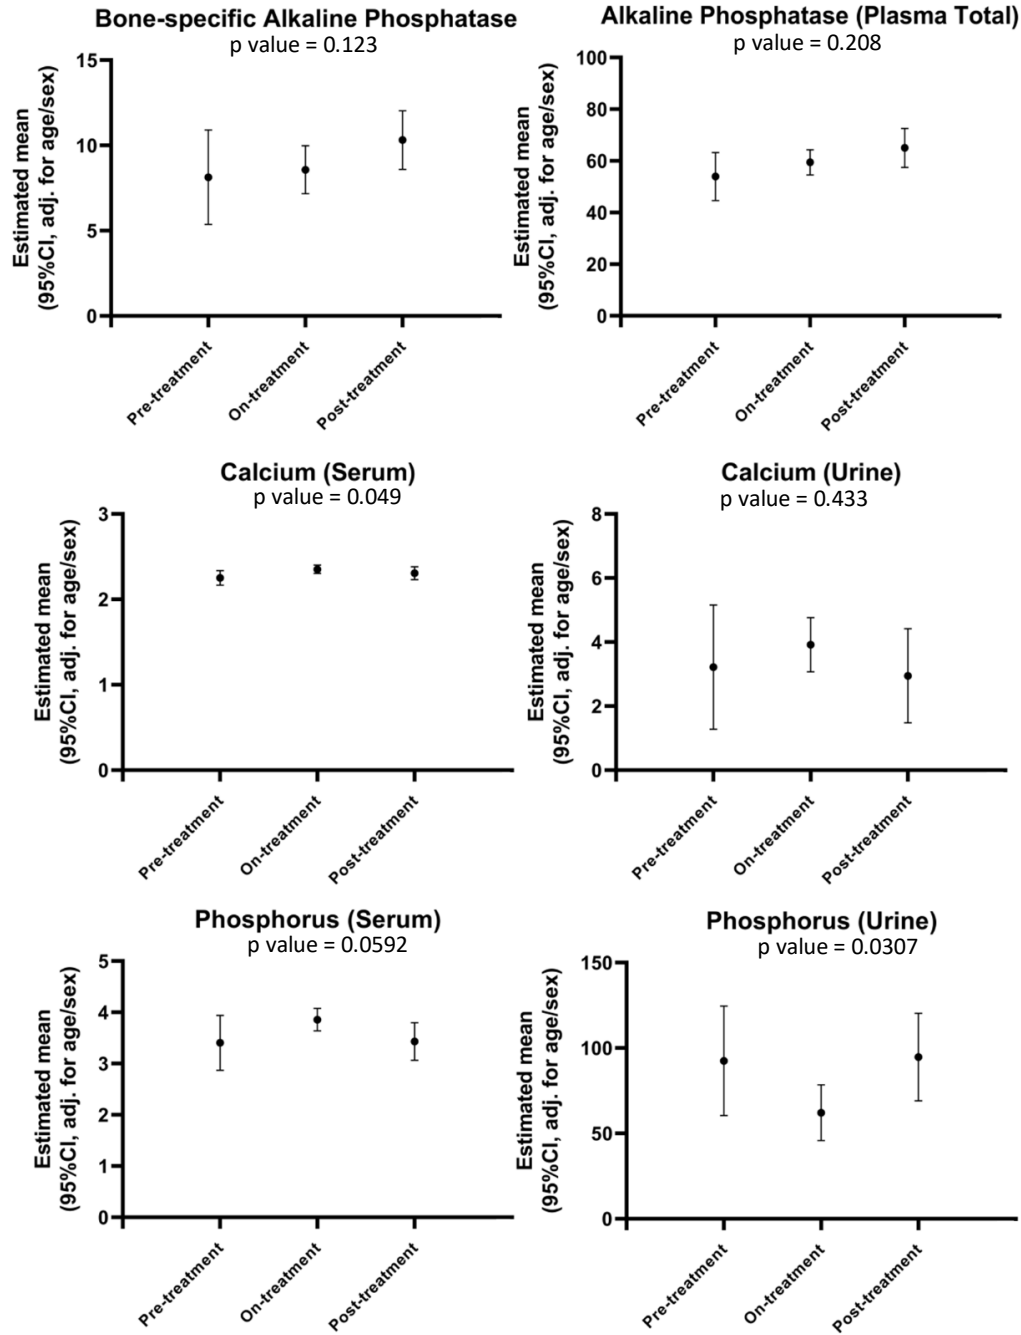 Bone-specific Alkaline Phosphatase
p value = 0.123
Estimated mean
(95%CI, adj. for age/sex)
15
10
5
0
Pre-treatment
On-treatment
Post-treatment
Alkaline Phosphatase (Plasma Total)
p value = 0.208
Estimated mean
(95%CI, adj. for age/sex)
100
80
60
40
20
0
Pre-treatment
On-treatment
Post-treatment
Calcium (Serum)
p value = 0.049
Estimated mean
(95%CI, adj. for age/sex)
3
2
1
0
Pre-treatment
On-treatment
Post-treatment
Calcium (Urine)
p value = 0.433
Estimated mean
(95%CI, adj. for age/sex)
8
6
4
2
0
Pre-treatment
On-treatment
Post-treatment
Phosphorus (Serum)
p value = 0.0592
Estimated mean
(95%CI, adj. for age/sex)
5
4
3
2
1
0
Pre-treatment
On-treatment
Post-treatment
Phosphorus (Urine)
p value = 0.0307
Estimated mean
(95%CI, adj. for age/sex)
150
100
50
0
Pre-treatment
On-treatment
Post-treatment